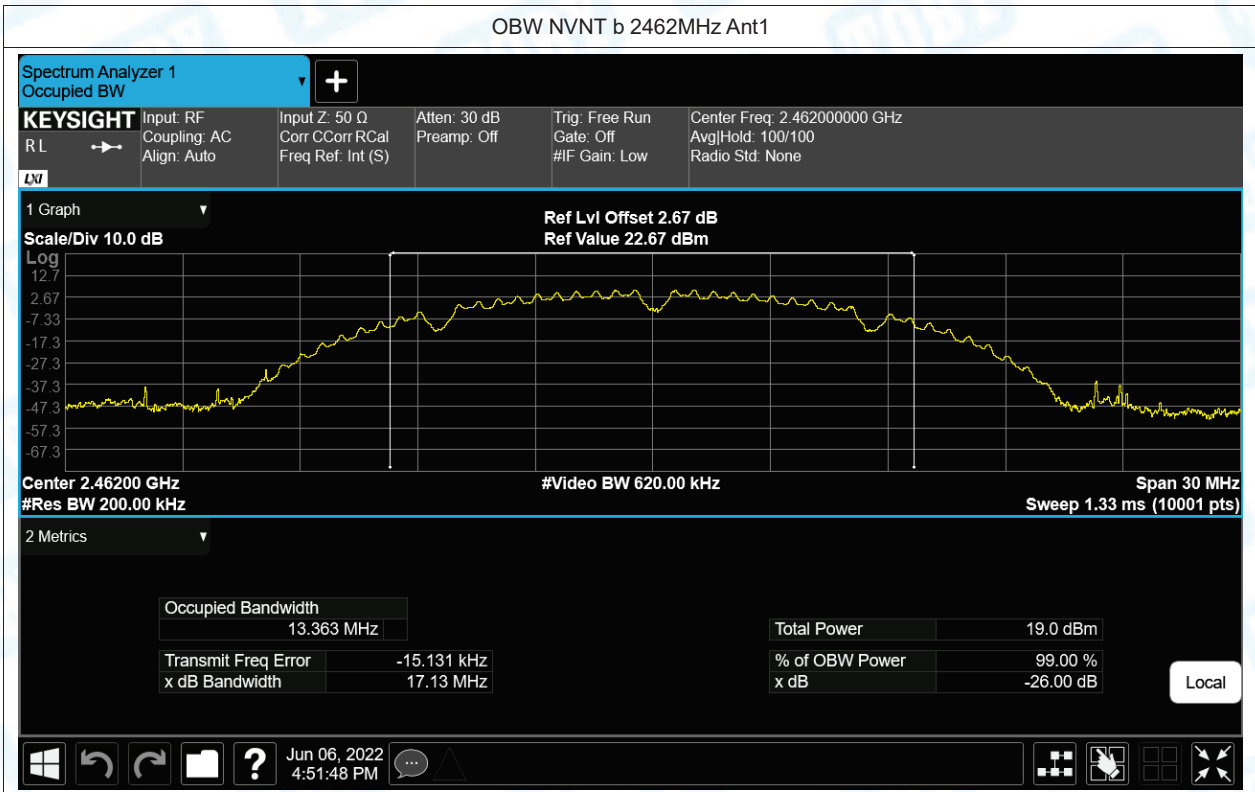 OBW NVNT b 2462MHz Ant1
Spectrum Analyzer 1
Occupied BW
KEYSIGHT
R L
LXI
Input: RF
Coupling: AC
Align: Auto
Input Z: 50 Ω
Corr CCorr RCal
Freq Ref: Int (S)
Atten: 30 dB
Preamp: Off
Trig: Free Run
Gate: Off
#IF Gain: Low
Center Freq: 2.462000000 GHz
Avg|Hold: 100/100
Radio Std: None
1 Graph
Scale/Div 10.0 dB
Ref Lvl Offset 2.67 dB
Ref Value 22.67 dBm
Log
12.7
2.67
-7.33
-17.3
-27.3
-37.3
-47.3
-57.3
-67.3
Center 2.46200 GHz
#Video BW 620.00 kHz
Span 30 MHz
#Res BW 200.00 kHz
Sweep 1.33 ms (10001 pts)
2 Metrics
Occupied Bandwidth
13.363 MHz
Total Power 19.0 dBm
Transmit Freq Error -15.131 kHz
% of OBW Power 99.00 %
x dB Bandwidth 17.13 MHz
x dB -26.00 dB
Local
?
Jun 06, 2022
4:51:48 PM